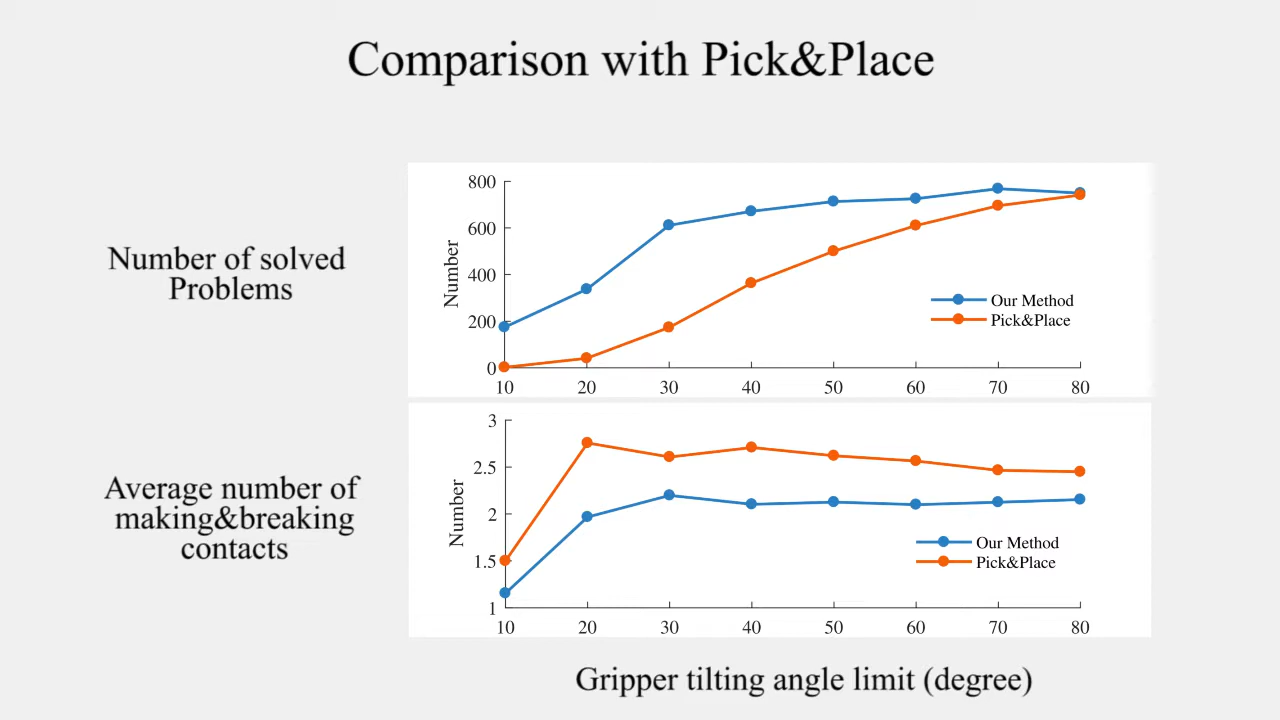 Comparison with Pick&Place
Number of solved
Problems
800
600
400
200
0
Number
10 20 30 40 50 60 70 80
Our Method
Pick&Place
Average number of
making&breaking
contacts
3
2.5
2
1.5
1
Number
10 20 30 40 50 60 70 80
Our Method
Pick&Place
Gripper tilting angle limit (degree)